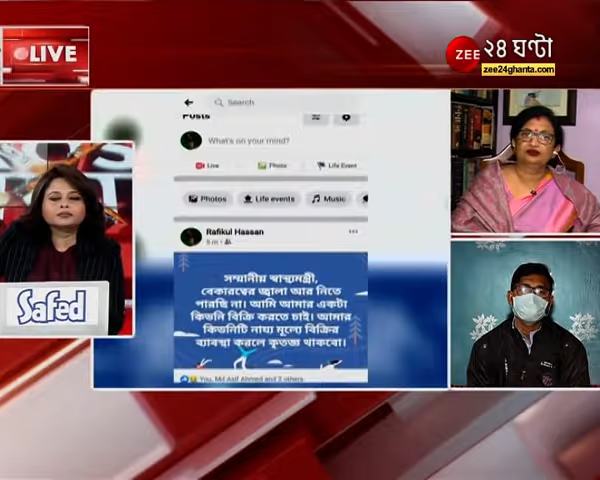 LIVE
ZEE ২৪ ঘণ্টা
zee24ghanta.com
Search
Posts
What's on your mind?
Live
Photo
Life Event
Photos
Life events
Music
Rafikul Hassan
সম্মানীয় স্বাস্থ্যমন্ত্রী,
বেকারত্বের জ্বালা আর নিতে
পারছি না। আমি আমার একটা
কিডনি বিক্রি করতে চাই। আমার
কিডনিটি নায্য মূল্যে বিক্রির
ব্যাবস্থা করলে কৃতজ্ঞ থাকবো।
You, Md Asif Ahmed and 2 others
Safed